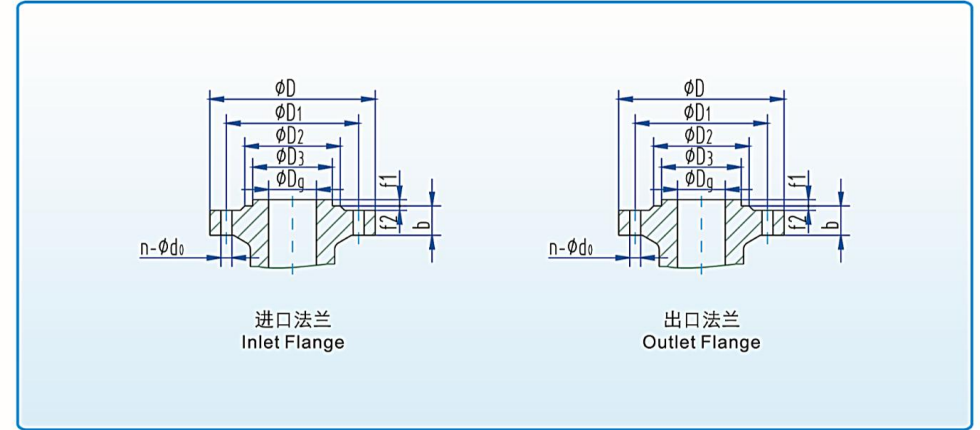 ϕD
ϕD1
ϕD2
ϕD3
ϕDg
f1
f2
b
n-ϕd0
进口法兰
Inlet Flange
ϕD
ϕD1
ϕD2
ϕD3
ϕDg
f1
f2
b
n-ϕd0
出口法兰
Outlet Flange